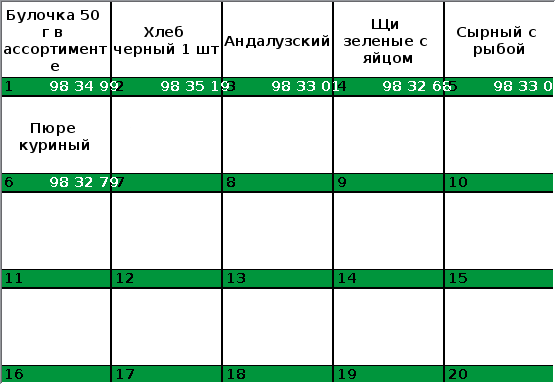 Булочка 50
г в
ассортимент
е
Хлеб
черный 1 шт
Андалузский
Щи
зеленые с
яйцом
Сырный с
рыбой
1 98 34 99
2 98 35 19
3 98 33 01
4 98 32 68
5 98 33 0
Пюре
куриный
6 98 32 79
7
8
9
10
11
12
13
14
15
16
17
18
19
20